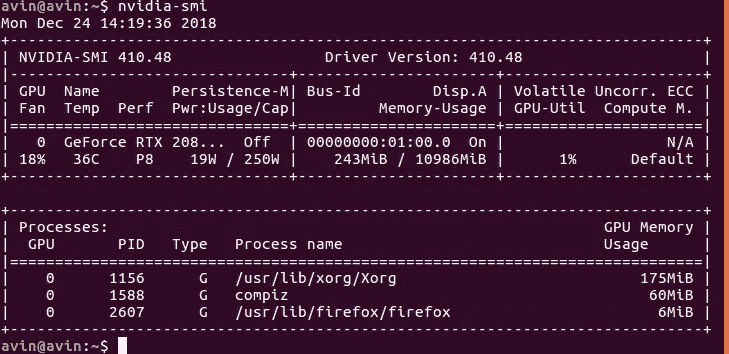 avin@avin:~$ nvidia-smi
Mon Dec 24 14:19:36 2018
+-----------------------------------------------------------------------------+
| NVIDIA-SMI 410.48                 Driver Version: 410.48                    |
|-------------------------------+----------------------+----------------------+
| GPU  Name        Persistence-M| Bus-Id        Disp.A | Volatile Uncorr. ECC |
| Fan  Temp  Perf  Pwr:Usage/Cap|         Memory-Usage | GPU-Util  Compute M. |
|===============================+======================+======================|
|   0  GeForce RTX 208...  Off  | 00000000:01:00.0  On |                  N/A |
| 18%   36C    P8    19W / 250W |    243MiB / 10986MiB |      1%      Default |
+-------------------------------+----------------------+----------------------+
+-----------------------------------------------------------------------------+
| Processes:                                                       GPU Memory |
|  GPU       PID   Type   Process name                             Usage      |
|=============================================================================|
|    0      1156      G   /usr/lib/xorg/Xorg                           175MiB |
|    0      1588      G   compiz                                        60MiB |
|    0      2607      G   /usr/lib/firefox/firefox                       6MiB |
+-----------------------------------------------------------------------------+
avin@avin:~$